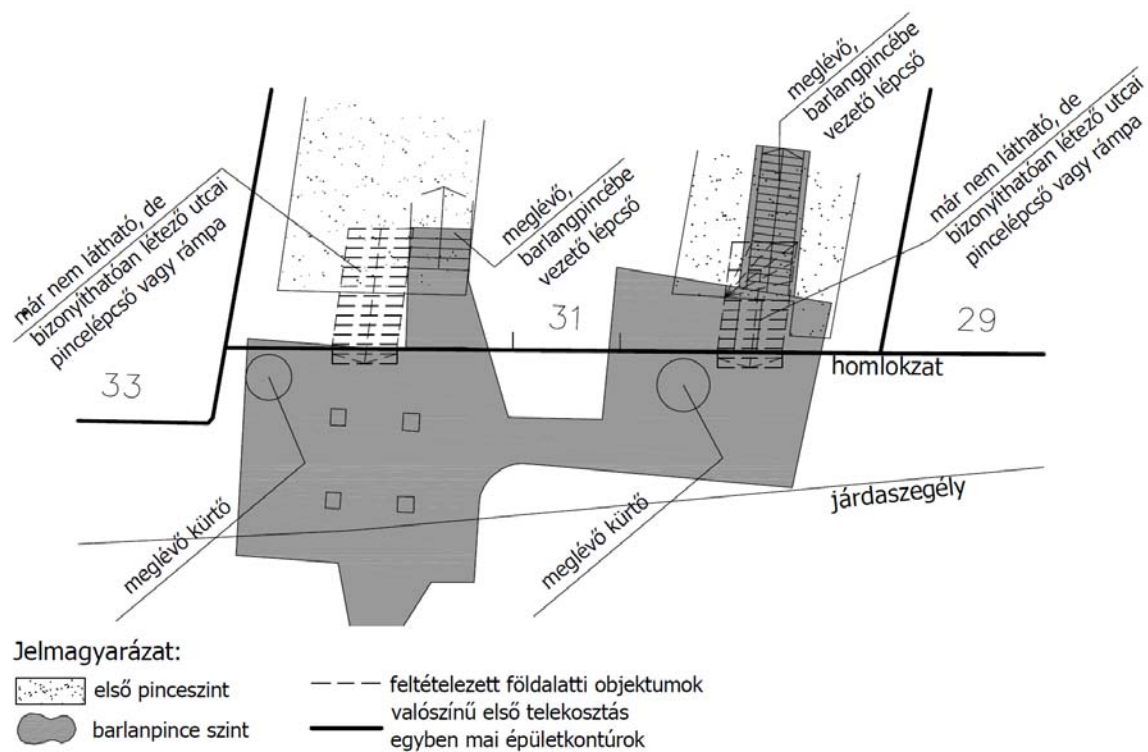 már nem látható, de
bizonyíthatóan létező utcai
pincelépcső vagy rámpa
meglévő,
barlangpincébe
vezető lépcső
meglévő,
barlangpincébe
vezető lépcső
már nem látható, de
bizonyíthatóan létező utcai
pincelépcső vagy rámpa
33
31
29
homlokzat
járdaszegély
meglévő kürtő
meglévő kürtő
Jelmagyarázat:
első pinceszint
barlanpince szint
feltételezett földalatti objektumok
valószínű első telekosztás
egyben mai épületkontúrok